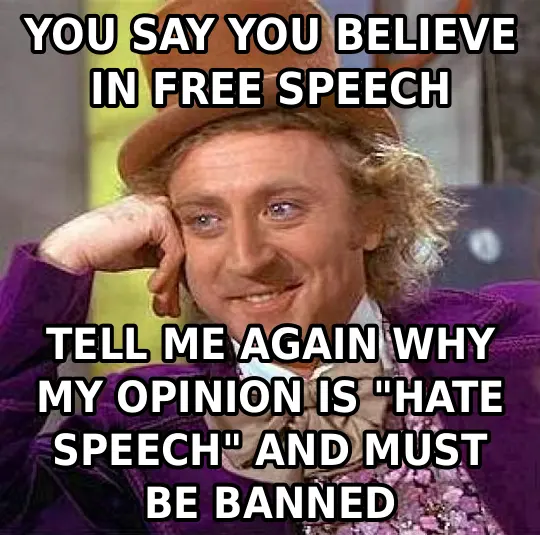 YOU SAY YOU BELIEVE
IN FREE SPEECH
TELL ME AGAIN WHY
MY OPINION IS "HATE
SPEECH" AND MUST
BE BANNED